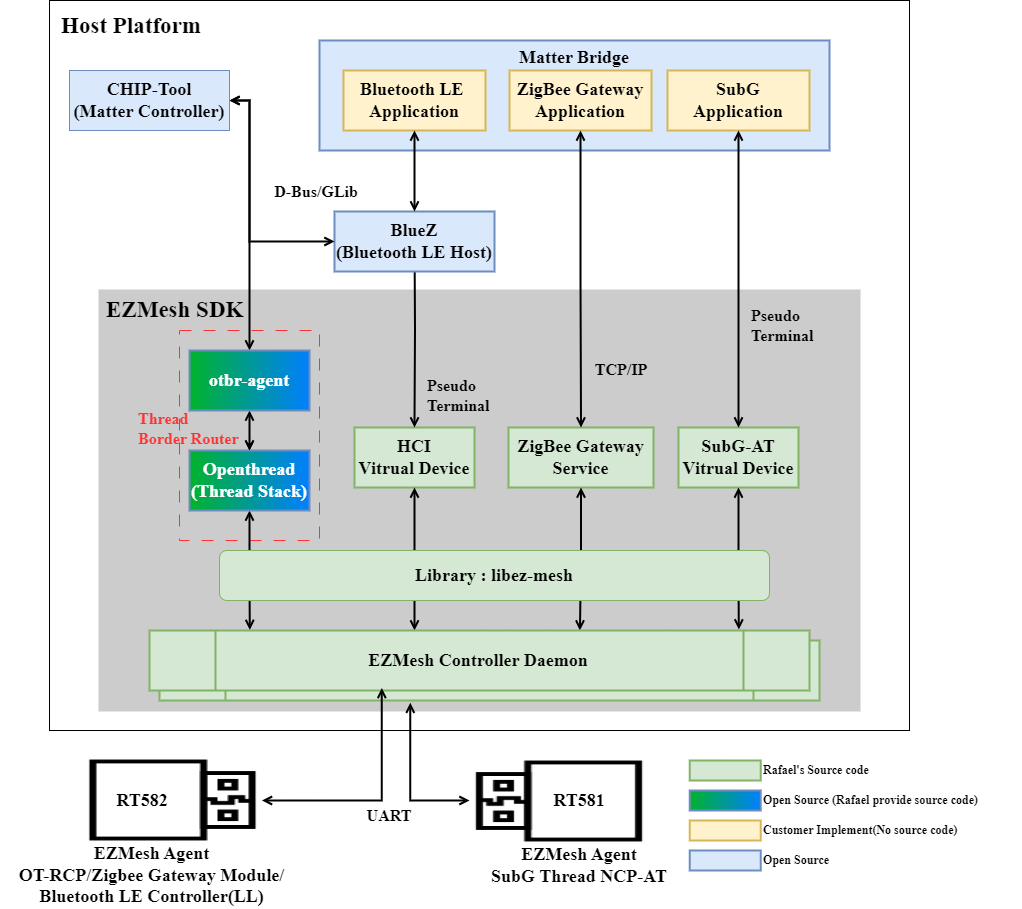 Host Platform
Matter Bridge
CHIP-Tool
(Matter Controller)
Bluetooth LE
Application
ZigBee Gateway
Application
SubG
Application
D-Bus/GLib
BlueZ
(Bluetooth LE Host)
EZMesh SDK
Pseudo
Terminal
otbr-agent
TCP/IP
Pseudo
Terminal
Thread
Border Router
HCI
Vitrual Device
ZigBee Gateway
Service
SubG-AT
Vitrual Device
Openthread
(Thread Stack)
Library : libez-mesh
EZMesh Controller Daemon
RT582
UART
RT581
EZMesh Agent
OT-RCP/Zigbee Gateway Module/
Bluetooth LE Controller(LL)
EZMesh Agent
SubG Thread NCP-AT
Rafael's Source code
Open Source (Rafael provide source code)
Customer Implement(No source code)
Open Source